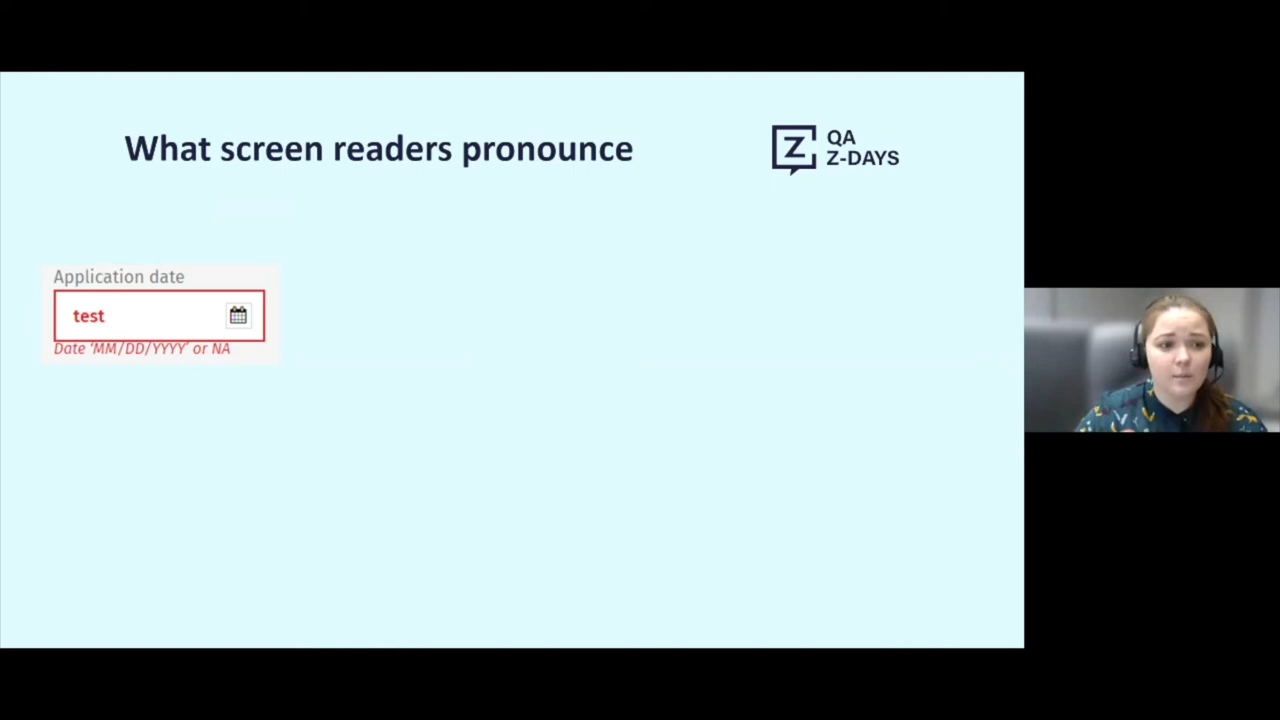 What screen readers pronounce
QA
Z-DAYS
Application date
test
Date ‘MM/DD/YYYY’ or NA